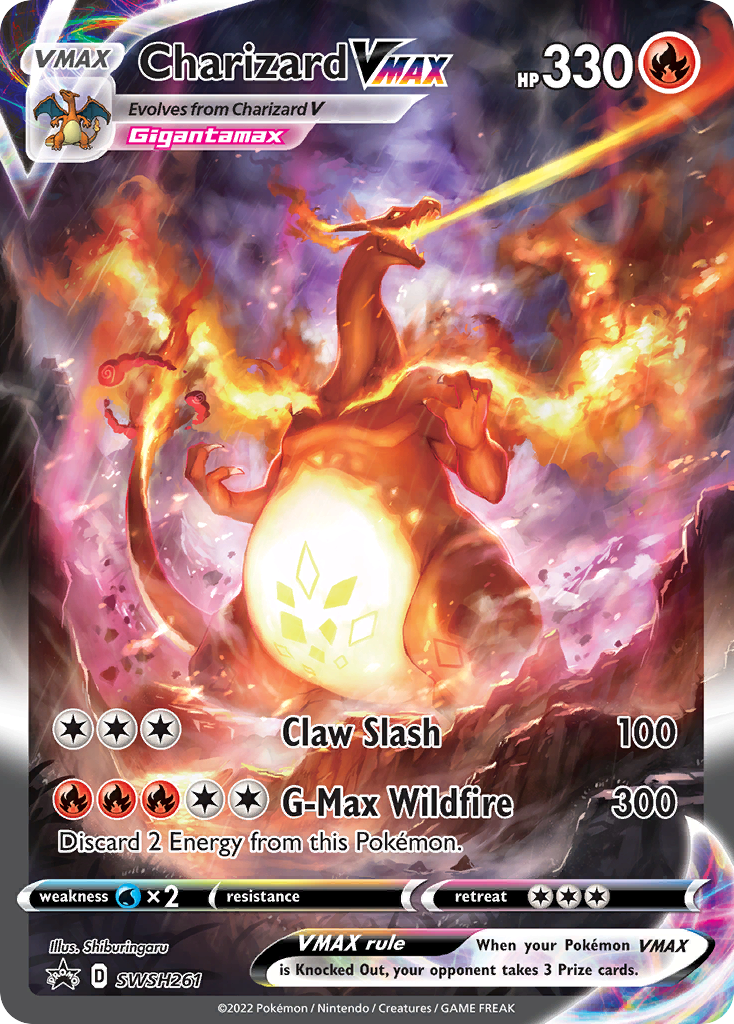 VMAX
Charizard VMAX
HP 330
Evolves from Charizard V
Gigantamax
Claw Slash 100
G-Max Wildfire 300
Discard 2 Energy from this Pokémon.
weakness ×2 resistance retreat
Illus. Shiburingaru
VMAX rule When your Pokémon VMAX
is Knocked Out, your opponent takes 3 Prize cards.
PROMO D SWSH261
©2022 Pokémon / Nintendo / Creatures / GAME FREAK